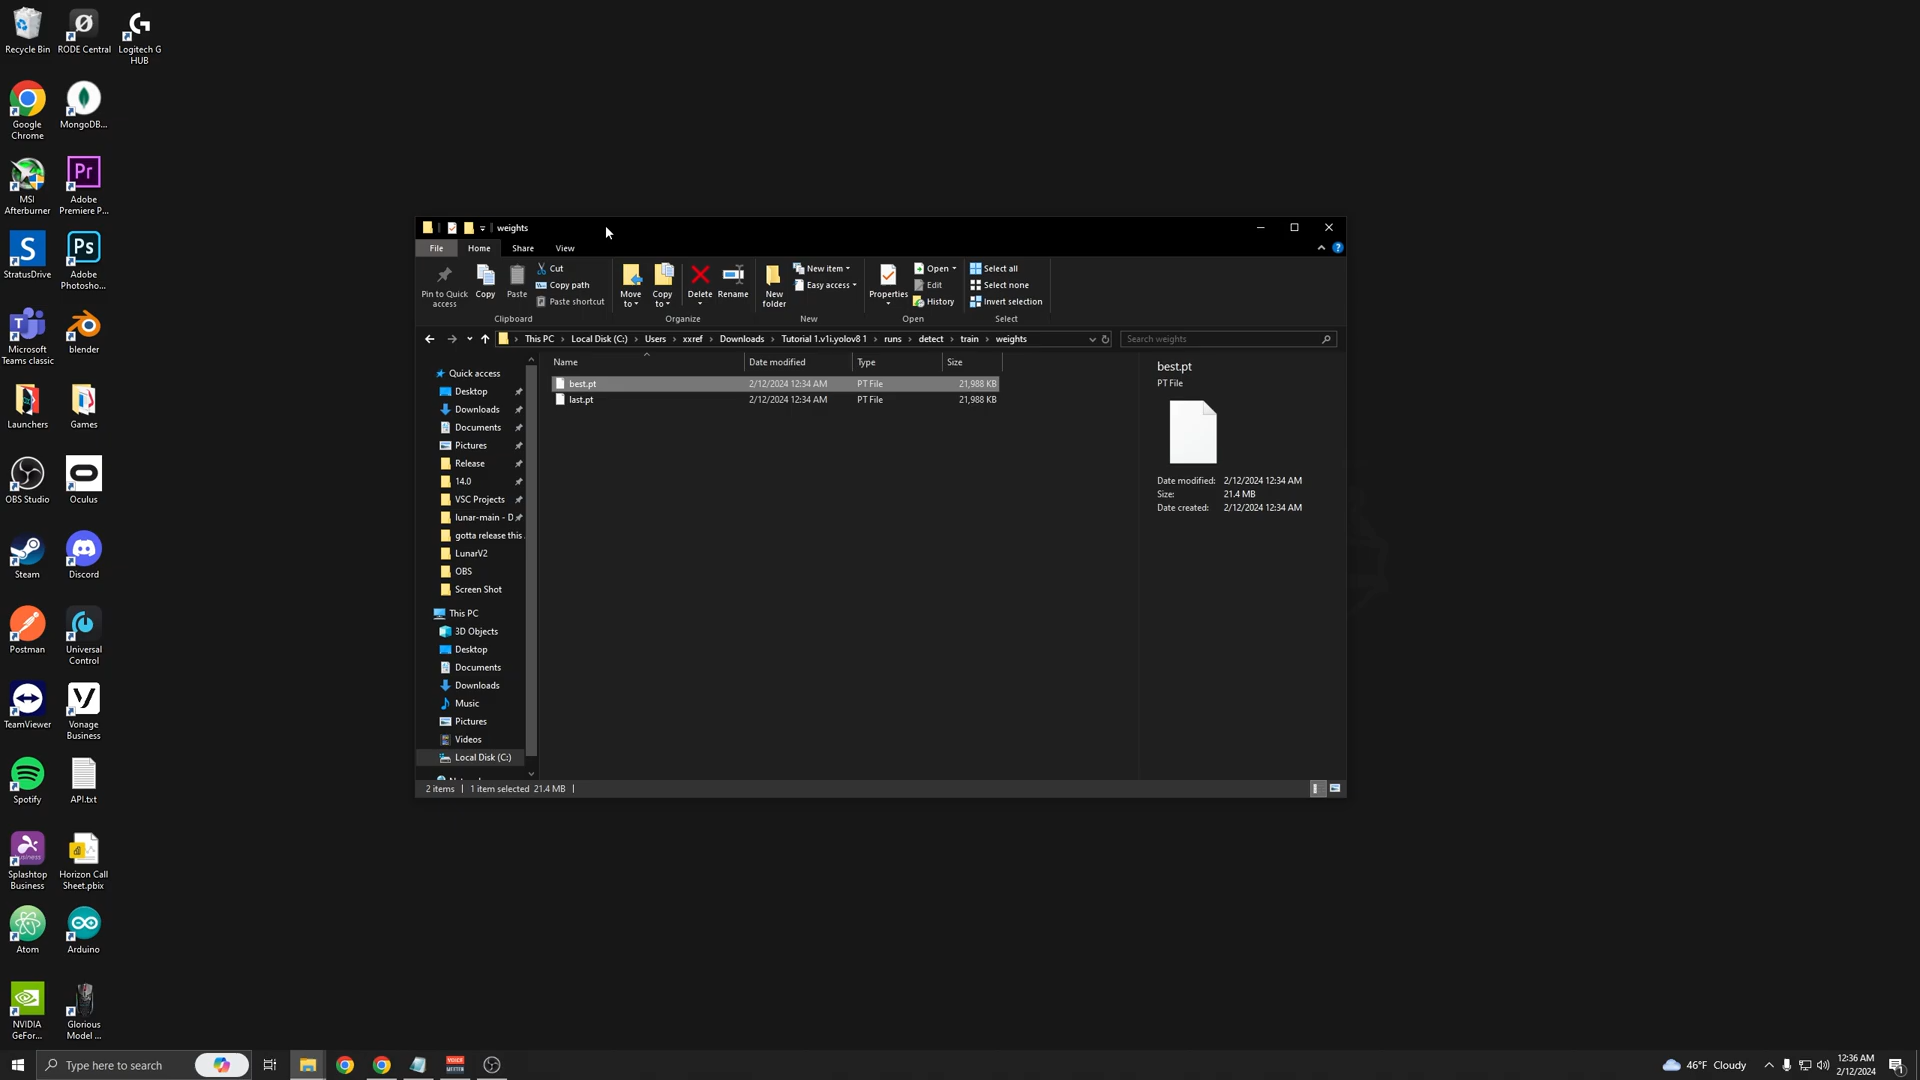 Recycle Bin
RODE Central
Logitech G
HUB
Google
Chrome
MongoDB...
MSI
Afterburner
Adobe
Premiere P...
StratusDrive
Adobe
Photosho...
Microsoft
Teams classic
blender
Launchers
Games
OBS Studio
Oculus
Steam
Discord
Postman
Universal
Control
TeamViewer
Vonage
Business
Spotify
API.txt
Splashtop
Business
Horizon Call
Sheet.pbix
Atom
Arduino
NVIDIA
GeFor...
Glorious
Model ...
weights
File Home Share View
Pin to Quick
access
Copy
Paste
Cut
Copy path
Paste shortcut
Clipboard
Move
to
Copy
to
Delete
Rename
Organize
New
folder
New item
Easy access
New
Properties
Open
Edit
History
Open
Select all
Select none
Invert selection
Select
This PC › Local Disk (C:) › Users › xxref › Downloads › Tutorial 1.v1i.yolov8 1 › runs › detect › train › weights
Search weights
Name Date modified Type Size
best.pt 2/12/2024 12:34 AM PT File 21,988 KB
last.pt 2/12/2024 12:34 AM PT File 21,988 KB
Quick access
Desktop
Downloads
Documents
Pictures
Release
14.0
VSC Projects
lunar-main - D
gotta release this
LunarV2
OBS
Screen Shot
This PC
3D Objects
Desktop
Documents
Downloads
Music
Pictures
Videos
Local Disk (C:)
best.pt
PT File
Date modified: 2/12/2024 12:34 AM
Size: 21.4 MB
Date created: 2/12/2024 12:34 AM
2 items 1 item selected 21.4 MB
Type here to search
46°F Cloudy
12:36 AM
2/12/2024